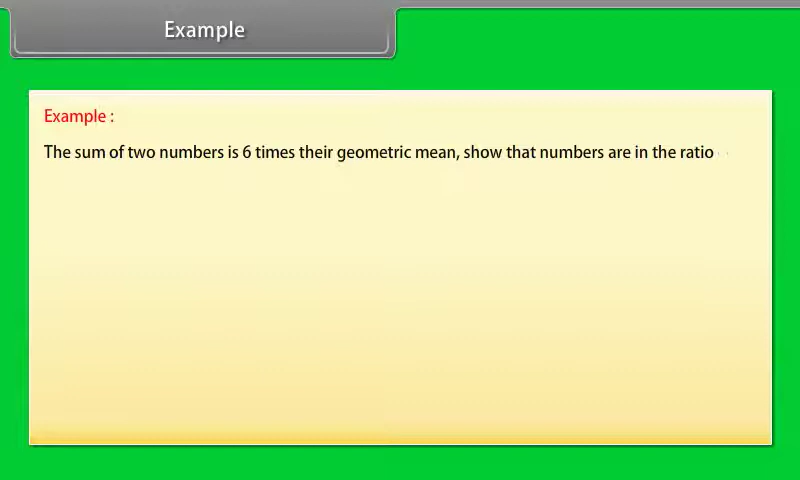 Example
Example :
The sum of two numbers is 6 times their geometric mean, show that numbers are in the ratio